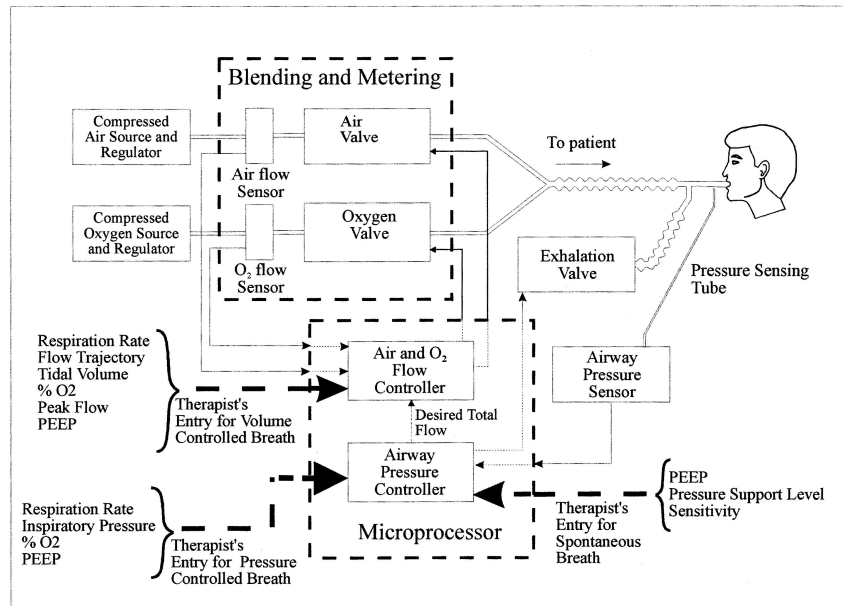 Blending and Metering
Compressed
Air Source and
Regulator
Air
Valve
Air flow
Sensor
To patient
Compressed
Oxygen Source
and Regulator
Oxygen
Valve
O₂ flow
Sensor
Exhalation
Valve
Pressure Sensing
Tube
Airway
Pressure
Sensor
Respiration Rate
Flow Trajectory
Tidal Volume
% O2
Peak Flow
PEEP
Therapist's
Entry for Volume
Controlled Breath
Air and O₂
Flow
Controller
Desired Total
Flow
Airway
Pressure
Controller
Microprocessor
Respiration Rate
Inspiratory Pressure
% O2
PEEP
Therapist's
Entry for Pressure
Controlled Breath
Therapist's
Entry for
Spontaneous
Breath
PEEP
Pressure Support Level
Sensitivity